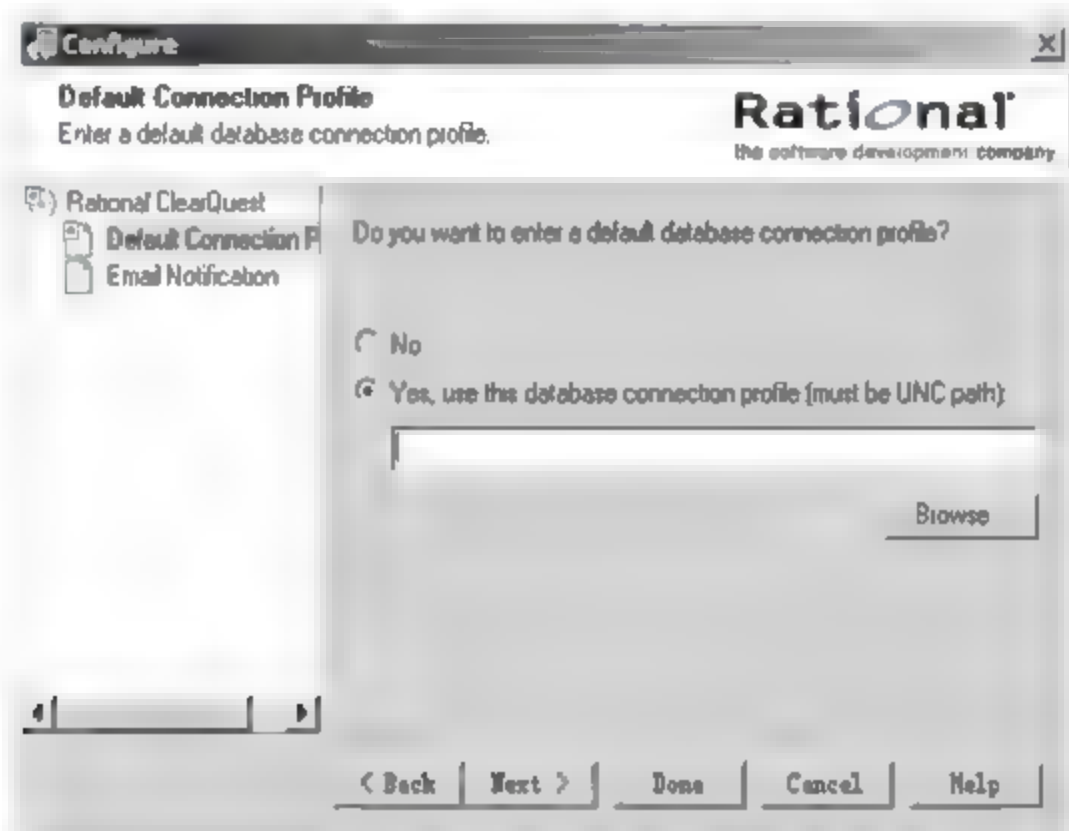 Configure
Default Connection Profile
Enter a default database connection profile.
Rational
the software development company
Rational ClearQuest
Default Connection P
Email Notification
Do you want to enter a default database connection profile?
No
Yes, use this database connection profile (must be UNC path):
Browse
< Back
Next >
Done
Cancel
Help